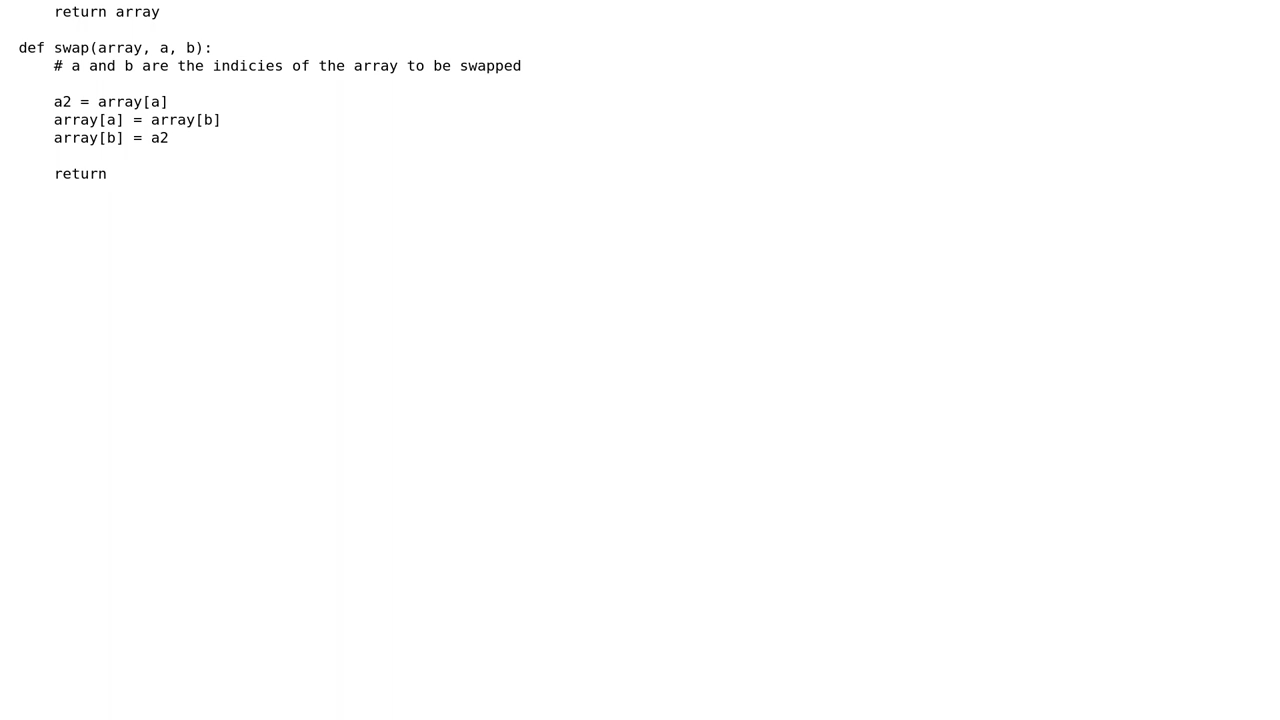 return array

def swap(array, a, b):
    # a and b are the indicies of the array to be swapped

    a2 = array[a]
    array[a] = array[b]
    array[b] = a2

    return